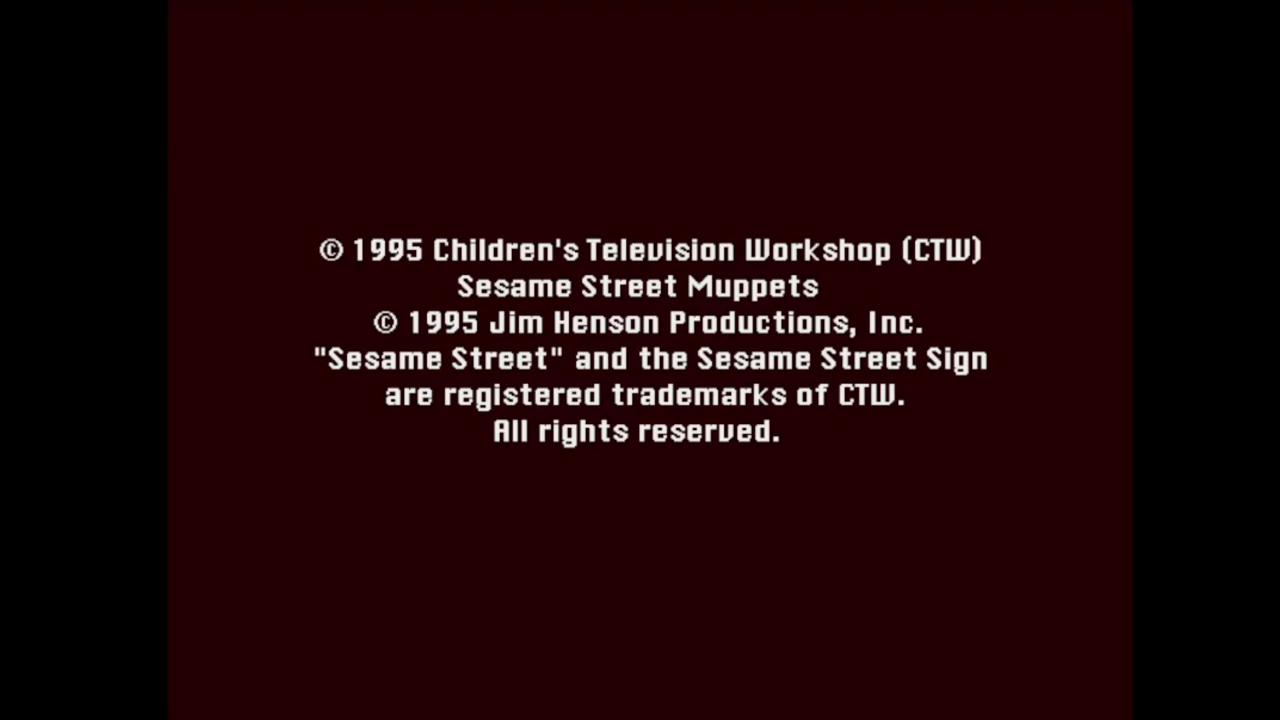 © 1995 Children's Television Workshop (CTW)
Sesame Street Muppets
© 1995 Jim Henson Productions, Inc.
"Sesame Street" and the Sesame Street Sign
are registered trademarks of CTW.
All rights reserved.